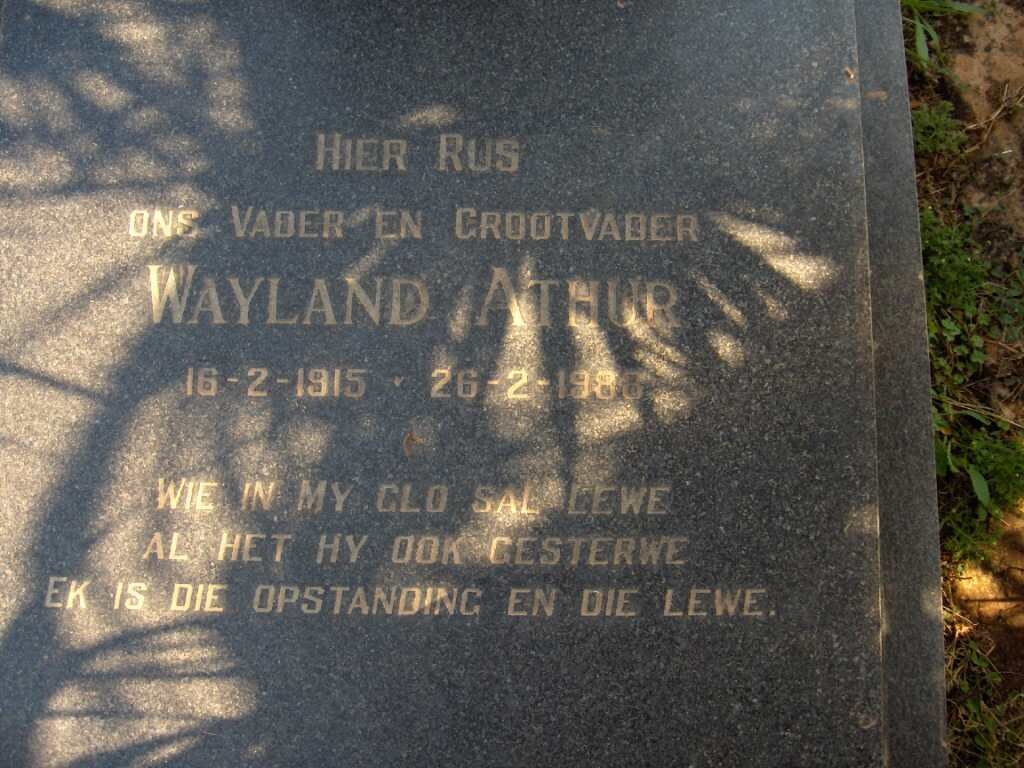 HIER RUS
ONS VADER EN GROOTVADER
WAYLAND ATHUR
16-2-1915 26-2-
WIE IN MY GLO SAL LEWE
AL HET HY OOK GESTERWE
EK IS DIE OPSTANDING EN DIE LEWE.